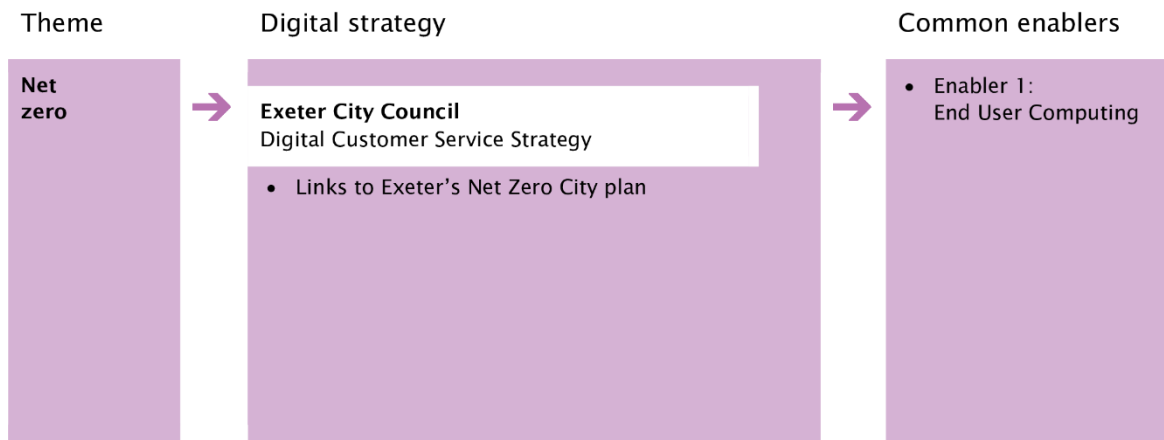 Theme
Digital strategy
Common enablers
Net
zero
Exeter City Council
Digital Customer Service Strategy
• Links to Exeter’s Net Zero City plan
• Enabler 1:
End User Computing